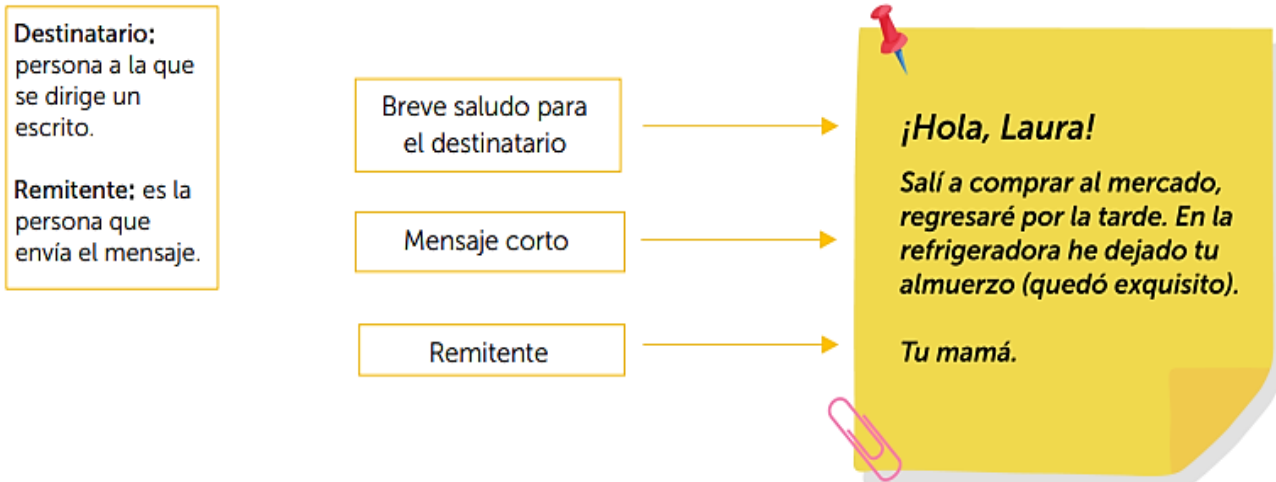 Destinatario:
persona a la que
se dirige un
escrito.
Remitente: es la
persona que
envía el mensaje.
Breve saludo para
el destinatario
Mensaje corto
Remitente
¡Hola, Laura!
Salí a comprar al mercado,
regresaré por la tarde. En la
refrigeradora he dejado tu
almuerzo (quedó exquisito).
Tu mamá.